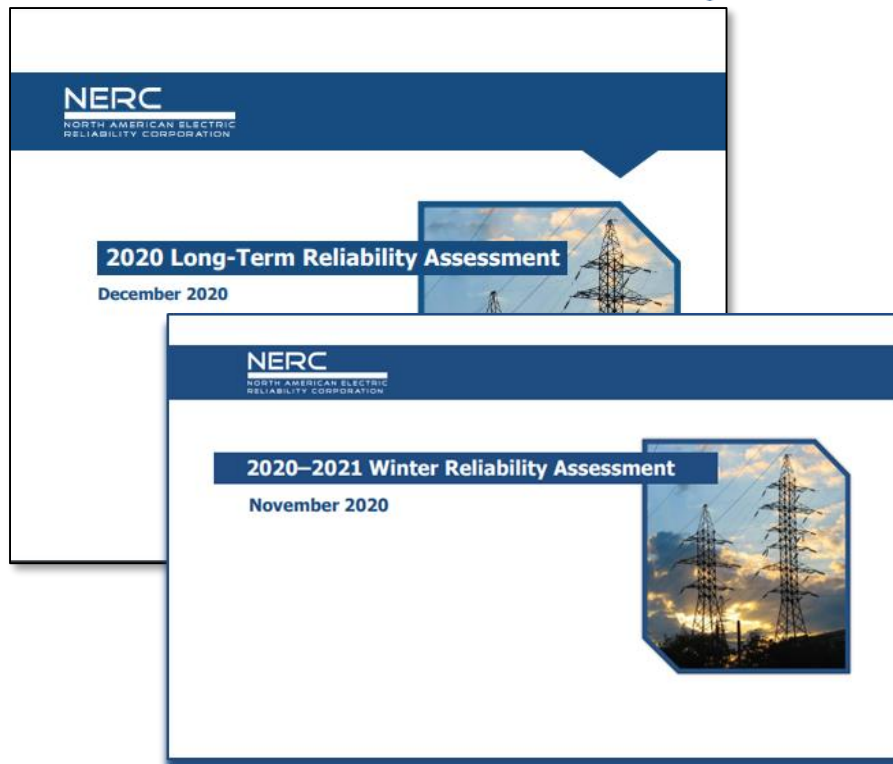 NERC
NORTH AMERICAN ELECTRIC
RELIABILITY CORPORATION
2020 Long-Term Reliability Assessment
December 2020
NERC
NORTH AMERICAN ELECTRIC
RELIABILITY CORPORATION
2020–2021 Winter Reliability Assessment
November 2020